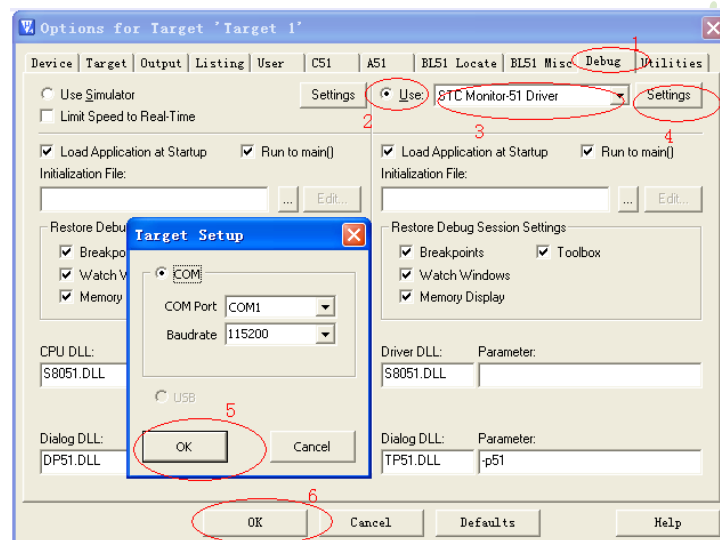 Options for Target 'Target 1'
1
Device Target Output Listing User C51 A51 BL51 Locate BL51 Misc Debug Utilities
Use Simulator Settings Use: STC Monitor-51 Driver Settings
Limit Speed to Real-Time 2 3 4
Load Application at Startup Run to main() Load Application at Startup Run to main()
Initialization File: Initialization File:
... Edit... ... Edit...
Restore Debu Restore Debug Session Settings
Target Setup
Breakpo Breakpoints Toolbox
Watch W Watch Windows
Memory Memory Display
COM
COM Port COM1
Baudrate 115200
CPU DLL: Driver DLL: Parameter:
S8051.DLL S8051.DLL
USB
5
OK Cancel
Dialog DLL: Dialog DLL: Parameter:
DP51.DLL TP51.DLL -p51
6
OK Cancel Defaults Help